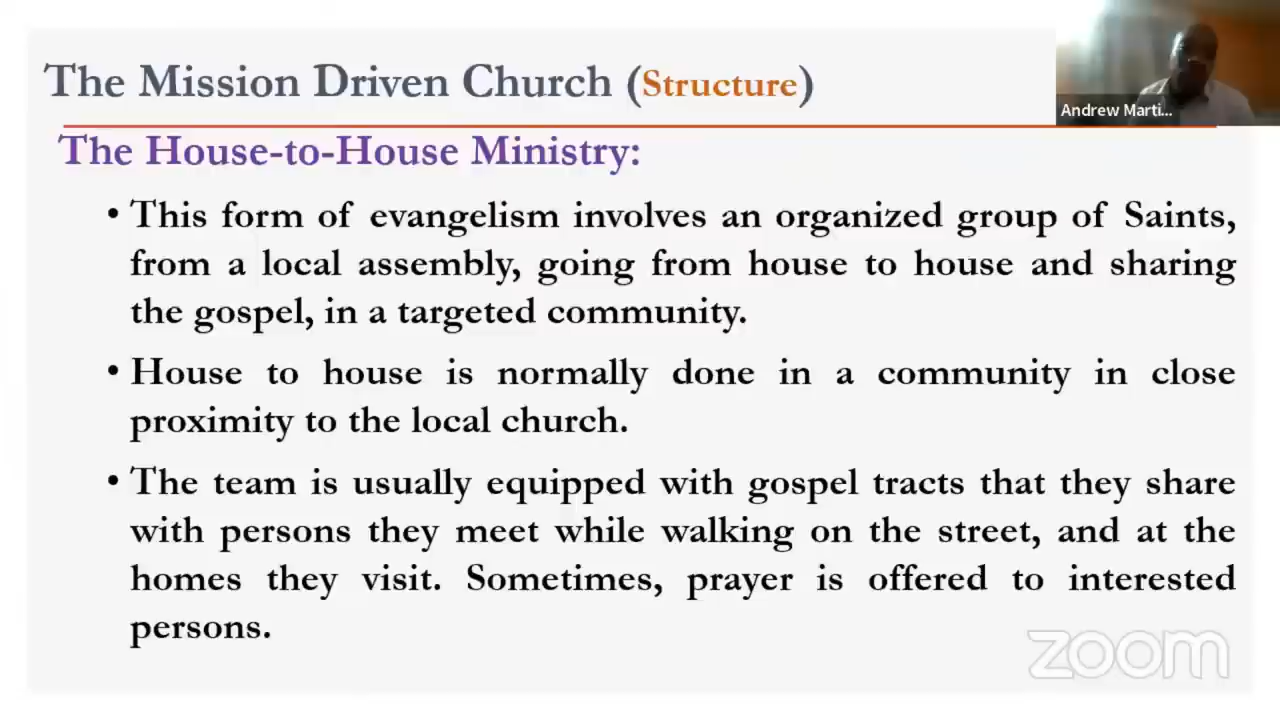 The Mission Driven Church (Structure)
Andrew Marti...
The House-to-House Ministry:
• This form of evangelism involves an organized group of Saints,
from a local assembly, going from house to house and sharing
the gospel, in a targeted community.
• House to house is normally done in a community in close
proximity to the local church.
• The team is usually equipped with gospel tracts that they share
with persons they meet while walking on the street, and at the
homes they visit. Sometimes, prayer is offered to interested
persons.
zoom